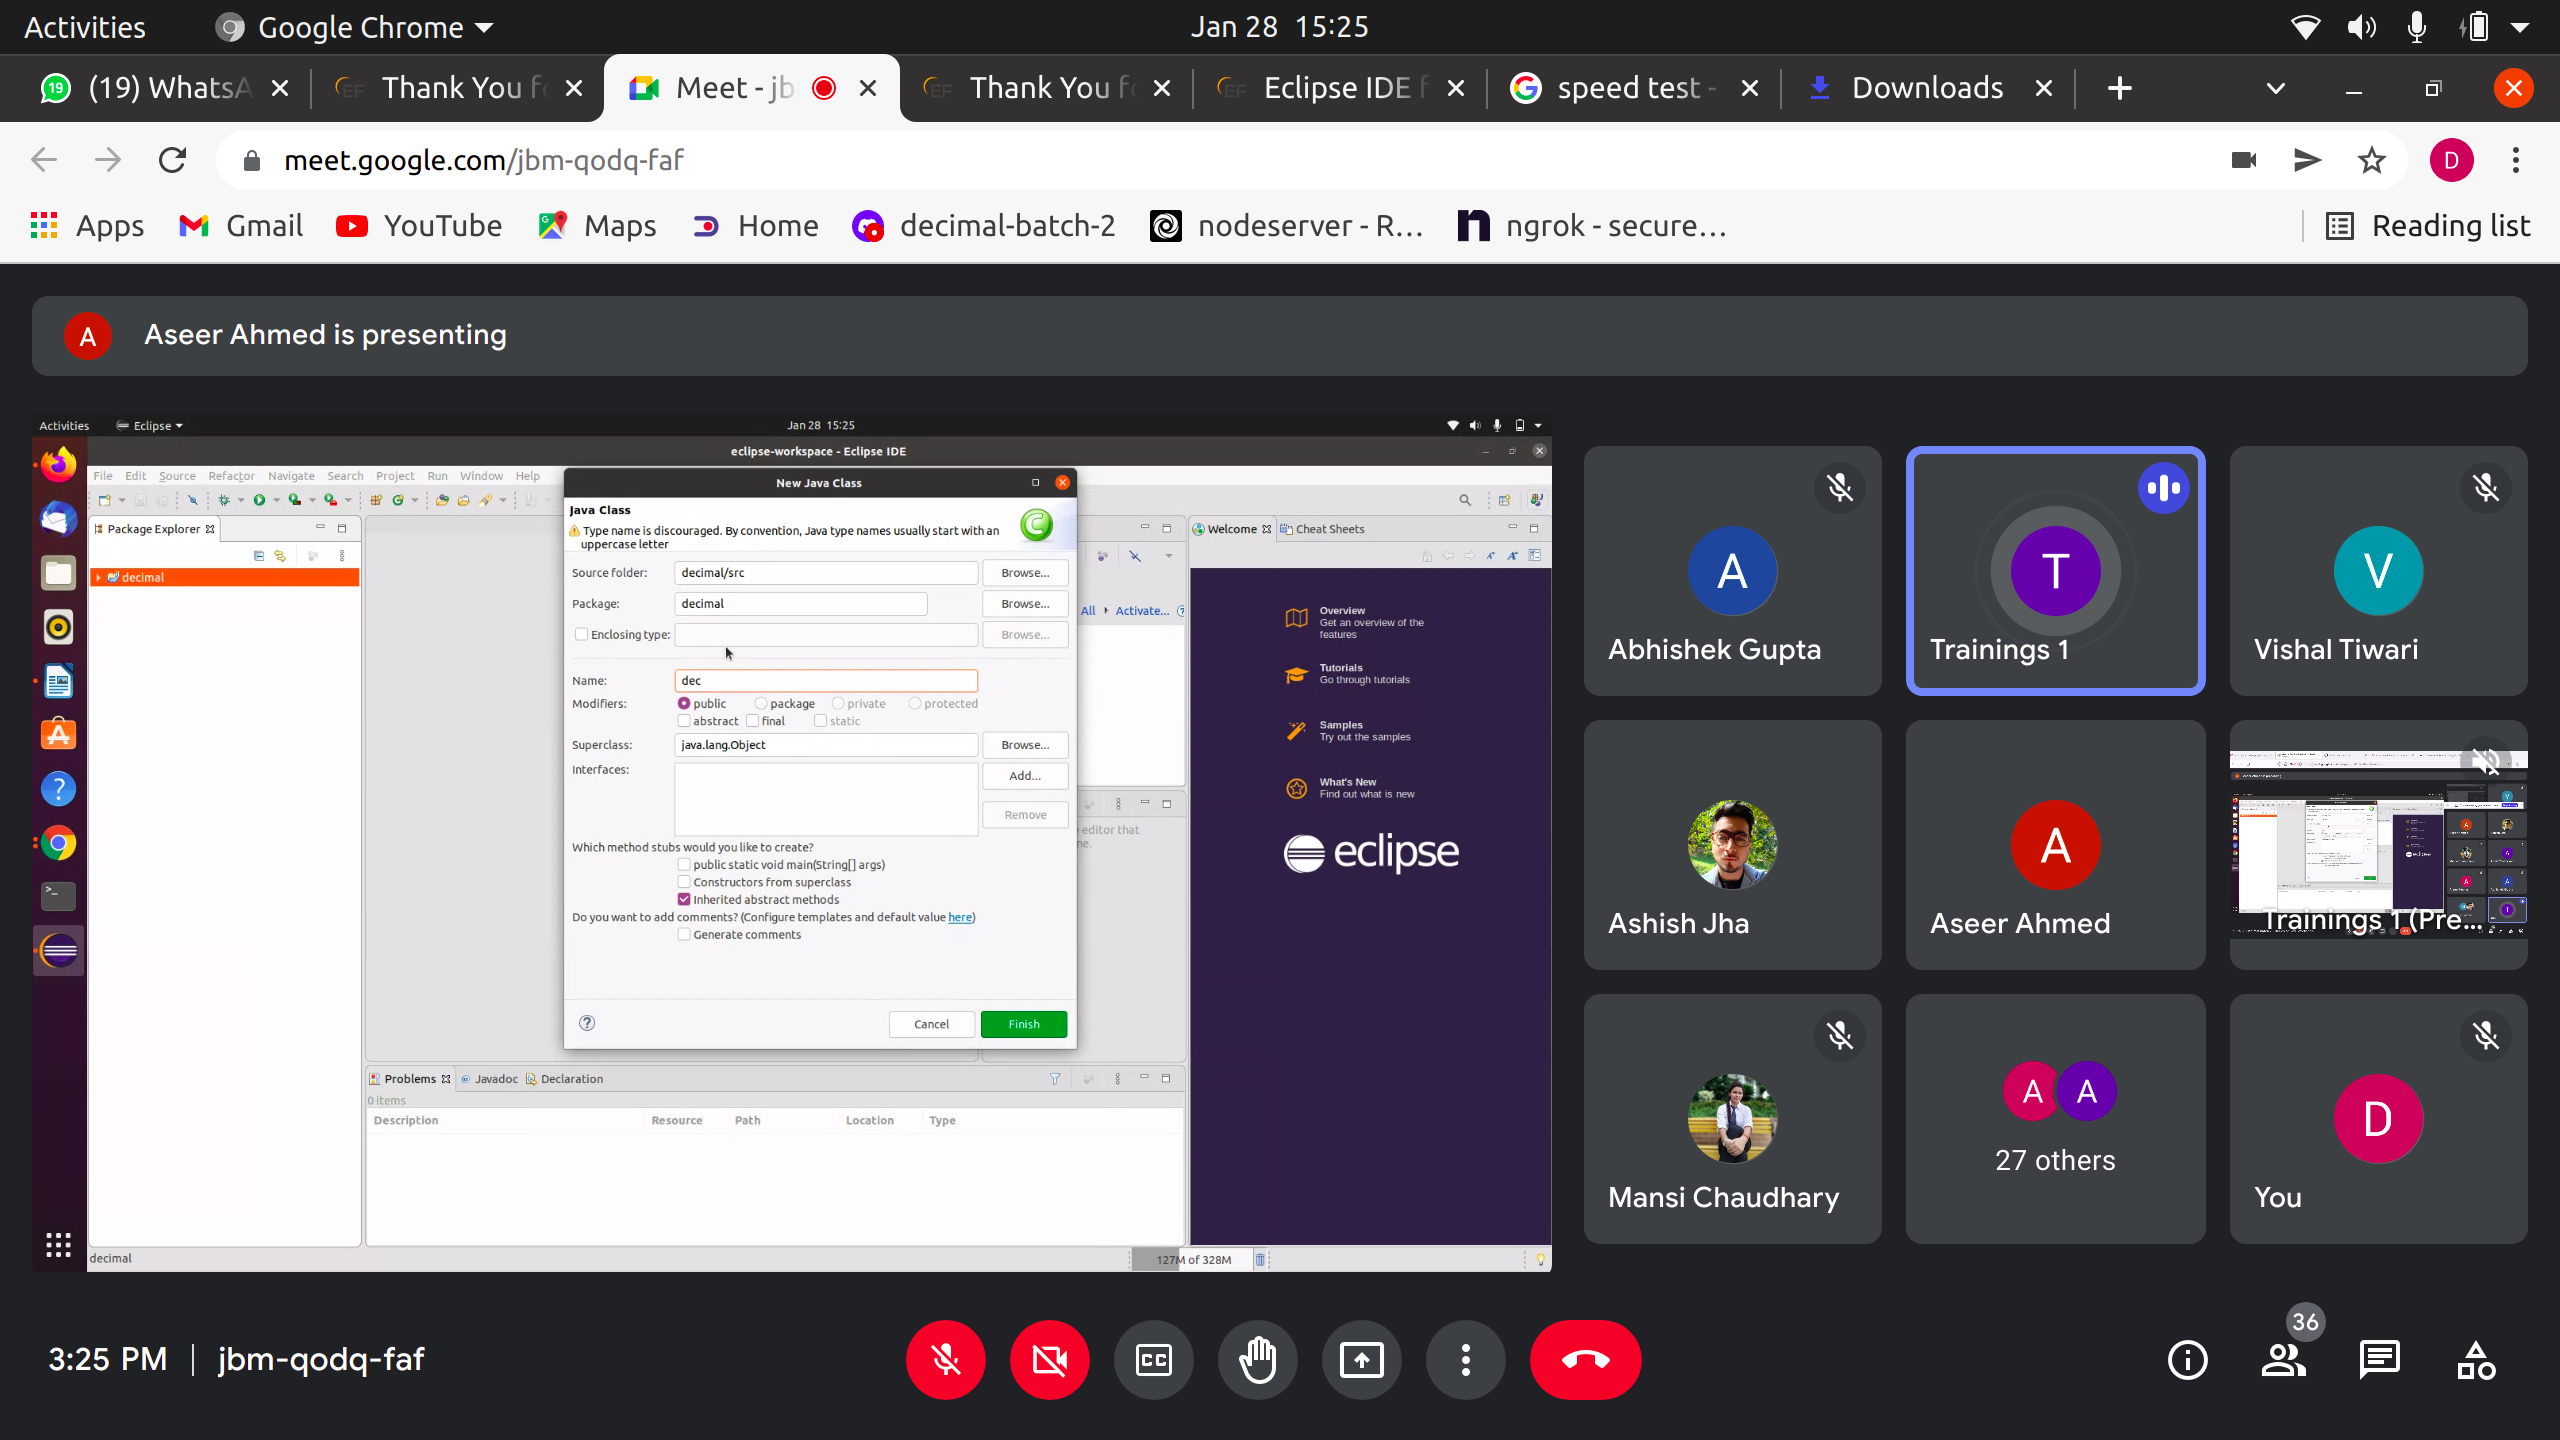 Activities Google Chrome Jan 28 15:25
19 (19) WhatsA Thank You f Meet - jb Thank You f Eclipse IDE f speed test - Downloads
meet.google.com/jbm-qodq-faf D
Apps Gmail YouTube Maps Home decimal-batch-2 nodeserver - R... ngrok - secure... Reading list
A Aseer Ahmed is presenting
Activities Eclipse Jan 28 15:25
eclipse-workspace - Eclipse IDE
File Edit Source Refactor Navigate Search Project Run Window Help
New Java Class
Java Class
Type name is discouraged. By convention, Java type names usually start with an
uppercase letter
Package Explorer
decimal
Source folder: decimal/src Browse...
Package: decimal Browse...
Enclosing type: Browse...
Name: dec
Modifiers: public package private protected
abstract final static
Superclass: java.lang.Object Browse...
Interfaces: Add...
Remove
Which method stubs would you like to create?
public static void main(String[] args)
Constructors from superclass
Inherited abstract methods
Do you want to add comments? (Configure templates and default value here)
Generate comments
Cancel Finish
All Activate...
editor that
ne.
Welcome Cheat Sheets
Overview
Get an overview of the
features
Tutorials
Go through tutorials
Samples
Try out the samples
What's New
Find out what is new
eclipse
Problems Javadoc Declaration
0 items
Description Resource Path Location Type
decimal 127M of 328M
A
Abhishek Gupta
T
Trainings 1
V
Vishal Tiwari
Ashish Jha
A
Aseer Ahmed
Trainings 1 (Pre...
Mansi Chaudhary
A A
27 others
D
You
3:25 PM jbm-qodq-faf
36